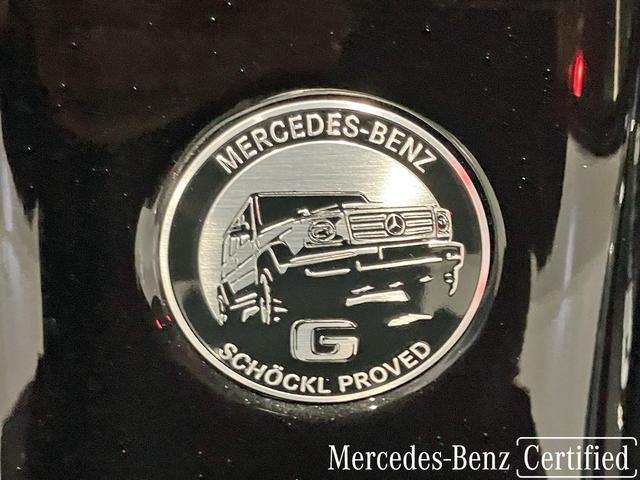 MERCEDES-BENZ
G
SCHÖCKL PROVED
Mercedes-Benz Certified